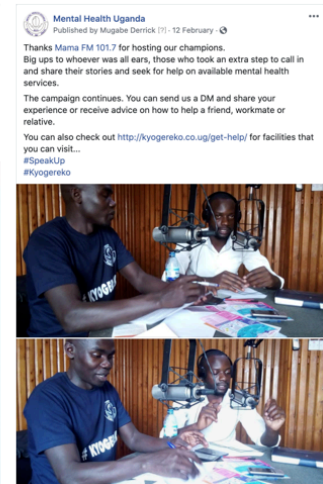 Mental Health Uganda
Published by Mugabe Derrick [?] · 12 February ·
Thanks Mama FM 101.7 for hosting our champions.
Big ups to whoever was all ears, those who took an extra step to call in
and share their stories and seek for help on available mental health
services.
The campaign continues. You can send us a DM and share your
experience or receive advice on how to help a friend, workmate or
relative.
You can also check out http://kyogereko.co.ug/get-help/ for facilities that
you can visit...
#SpeakUp
#Kyogereko
#KYOGE
# KYOG